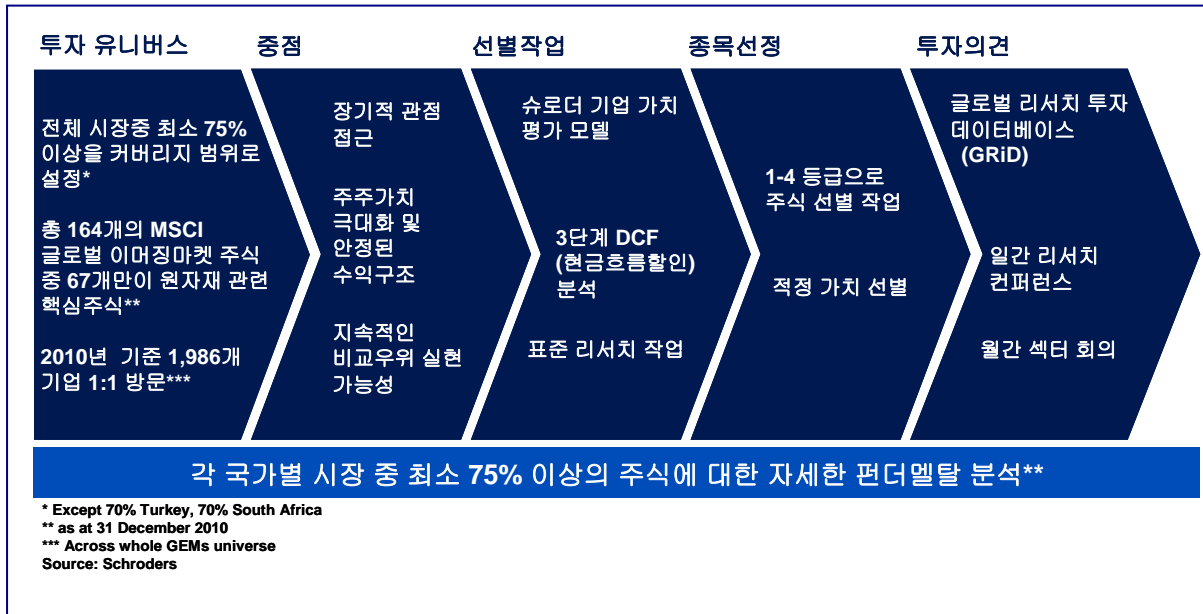 투자 유니버스
전체 시장중 최소 75%
이상을 커버리지 범위로
설정*
총 164개의 MSCI
글로벌 이머징마켓 주식
중 67개만이 원자재 관련
핵심주식**
2010년 기준 1,986개
기업 1:1 방문***
중점
장기적 관점
접근
주주가치
극대화 및
안정된
수익구조
지속적인
비교우위 실현
가능성
선별작업
슈로더 기업 가치
평가 모델
3단계 DCF
(현금흐름할인)
분석
표준 리서치 작업
종목선정
1-4 등급으로
주식 선별 작업
적정 가치 선별
투자의견
글로벌 리서치 투자
데이터베이스
(GRiD)
일간 리서치
컨퍼런스
월간 섹터 회의
각 국가별 시장 중 최소 75% 이상의 주식에 대한 자세한 펀더멜탈 분석**
* Except 70% Turkey, 70% South Africa
** as at 31 December 2010
*** Across whole GEMs universe
Source: Schroders